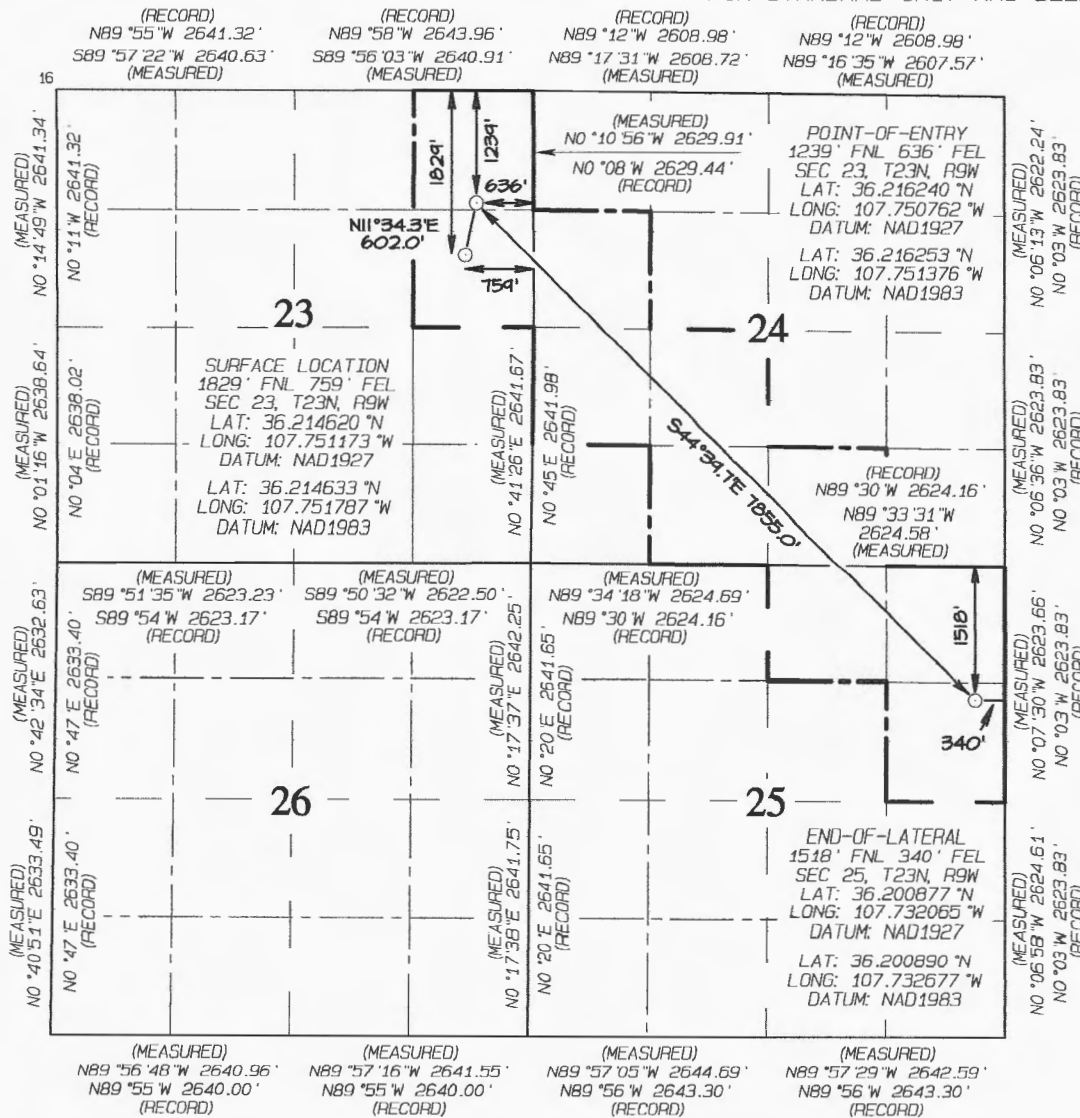 (RECORD)
N89°55'W 2641.32'
S89°57'22"W 2640.63'
(MEASURED)
(RECORD)
N89°58'W 2643.96'
S89°56'03"W 2640.91'
(MEASURED)
(RECORD)
N89°12'W 2608.98'
N89°17'31"W 2608.72'
(MEASURED)
(RECORD)
N89°12'W 2608.98'
N89°16'35"W 2607.57'
(MEASURED)
16
(MEASURED)
N0°14'49"W 2641.34'
N0°11'W 2641.32'
(RECORD)
1829'
1239'
636'
N11°34.3'E
602.0'
759'
(MEASURED)
N0°10'56"W 2629.91'
N0°08'W 2629.44'
(RECORD)
POINT-OF-ENTRY
1239' FNL 636' FEL
SEC 23, T23N, R9W
LAT: 36.216240°N
LONG: 107.750762°W
DATUM: NAD1927
LAT: 36.216253°N
LONG: 107.751376°W
DATUM: NAD1983
(MEASURED)
N0°06'13"W 2622.24'
N0°03'W 2623.83'
(RECORD)
23
24
SURFACE LOCATION
1829' FNL 759' FEL
SEC 23, T23N, R9W
LAT: 36.214620°N
LONG: 107.751173°W
DATUM: NAD1927
LAT: 36.214633°N
LONG: 107.751787°W
DATUM: NAD1983
(MEASURED)
N0°01'16"W 2638.64'
N0°04'E 2638.02'
(RECORD)
(MEASURED)
N0°41'26"E 2641.67'
N0°45'E 2641.98'
(RECORD)
S44°39.7'E 7855.0'
(RECORD)
N89°30'W 2624.16'
N89°33'31"W
2624.58'
(MEASURED)
(MEASURED)
N0°06'36"W 2623.83'
N0°03'W 2623.83'
(RECORD)
(MEASURED)
S89°51'35"W 2623.23'
S89°54'W 2623.17'
(RECORD)
(MEASURED)
S89°50'32"W 2622.50'
S89°54'W 2623.17'
(RECORD)
(MEASURED)
N89°34'18"W 2624.69'
N89°30'W 2624.16'
(RECORD)
1518'
340'
(MEASURED)
N0°42'34"E 2632.63'
N0°47'E 2633.40'
(RECORD)
(MEASURED)
N0°17'37"E 2642.25'
N0°20'E 2641.65'
(RECORD)
(MEASURED)
N0°07'30"W 2623.66'
N0°03'W 2623.83'
(RECORD)
26
25
END-OF-LATERAL
1518' FNL 340' FEL
SEC 25, T23N, R9W
LAT: 36.200877°N
LONG: 107.732065°W
DATUM: NAD1927
LAT: 36.200890°N
LONG: 107.732677°W
DATUM: NAD1983
(MEASURED)
N0°40'51"E 2633.49'
N0°47'E 2633.40'
(RECORD)
(MEASURED)
N0°17'38"E 2641.75'
N0°20'E 2641.65'
(RECORD)
(MEASURED)
N0°06'58"W 2624.61'
N0°03'W 2623.83'
(RECORD)
(MEASURED)
N89°56'48"W 2640.96'
N89°55'W 2640.00'
(RECORD)
(MEASURED)
N89°57'16"W 2641.55'
N89°55'W 2640.00'
(RECORD)
(MEASURED)
N89°57'05"W 2644.69'
N89°56'W 2643.30'
(RECORD)
(MEASURED)
N89°57'29"W 2642.59'
N89°56'W 2643.30'
(RECORD)